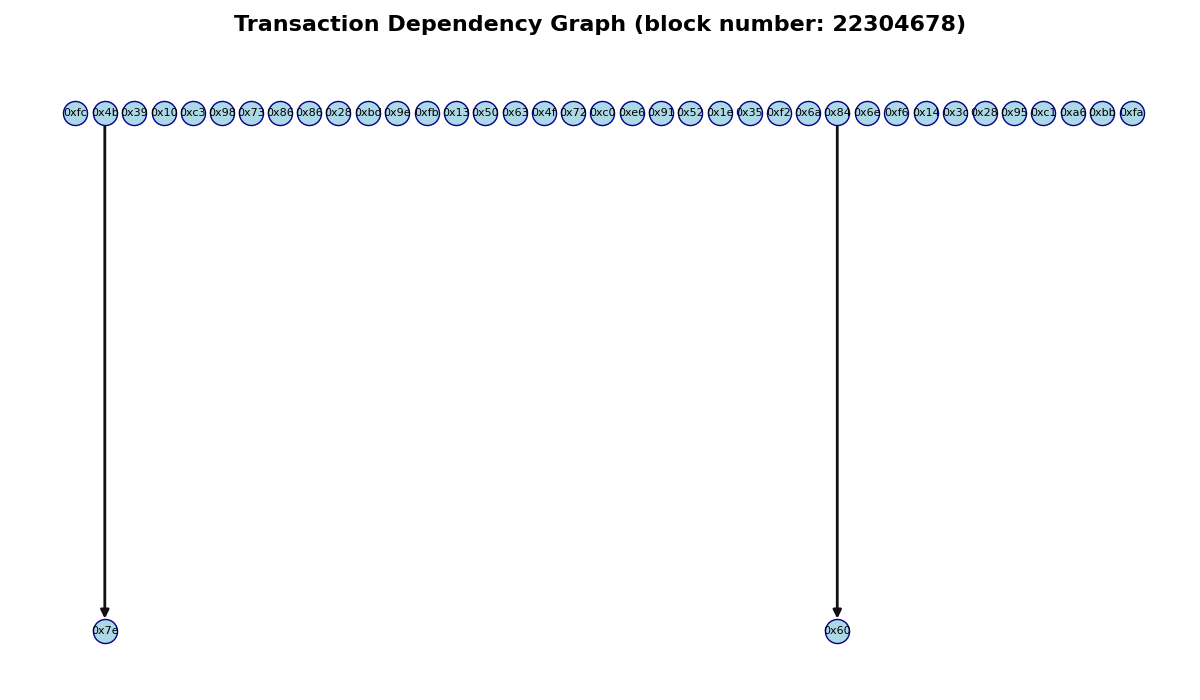 Transaction Dependency Graph (block number: 22304678)
0xfc 0x4b 0x39 0x10 0xc3 0x98 0x73 0x86 0x86 0x28 0xbd 0x9e 0xfb 0x13 0x50 0x63 0x4f 0x72 0xc0 0xe6 0x91 0x52 0x1e 0x35 0xf2 0x6a 0x84 0x6e 0xf6 0x14 0x3d 0x28 0x95 0xc1 0xa6 0xbb 0xfa
0x7e 0x60